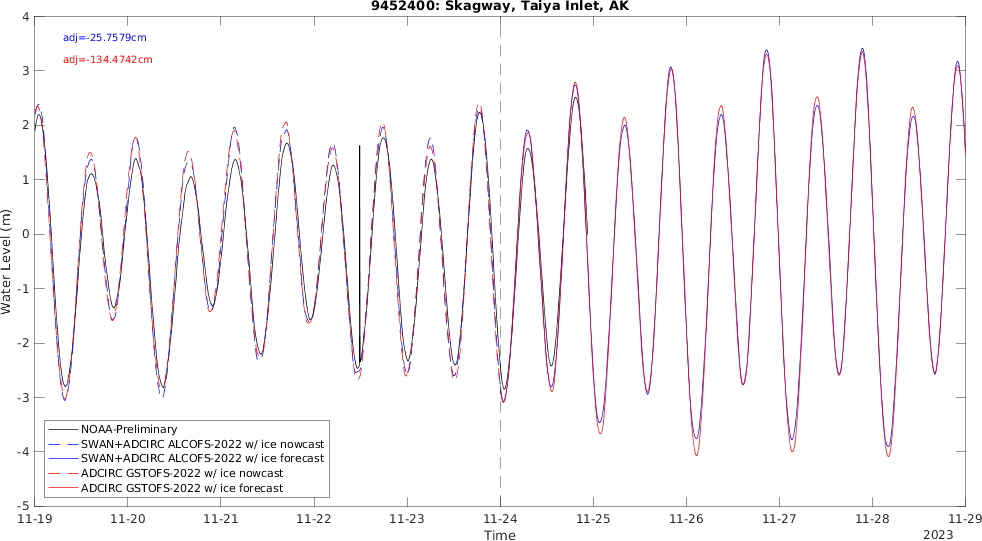 9452400: Skagway, Taiya Inlet, AK
adj=-25.7579cm
adj=-134.4742cm
4
3
2
1
0
-1
-2
-3
-4
-5
Water Level (m)
NOAA-Preliminary
SWAN+ADCIRC ALCOFS-2022 w/ ice nowcast
SWAN+ADCIRC ALCOFS-2022 w/ ice forecast
ADCIRC GSTOFS-2022 w/ ice nowcast
ADCIRC GSTOFS-2022 w/ ice forecast
11-19 11-20 11-21 11-22 11-23 11-24 11-25 11-26 11-27 11-28 11-29
Time
2023